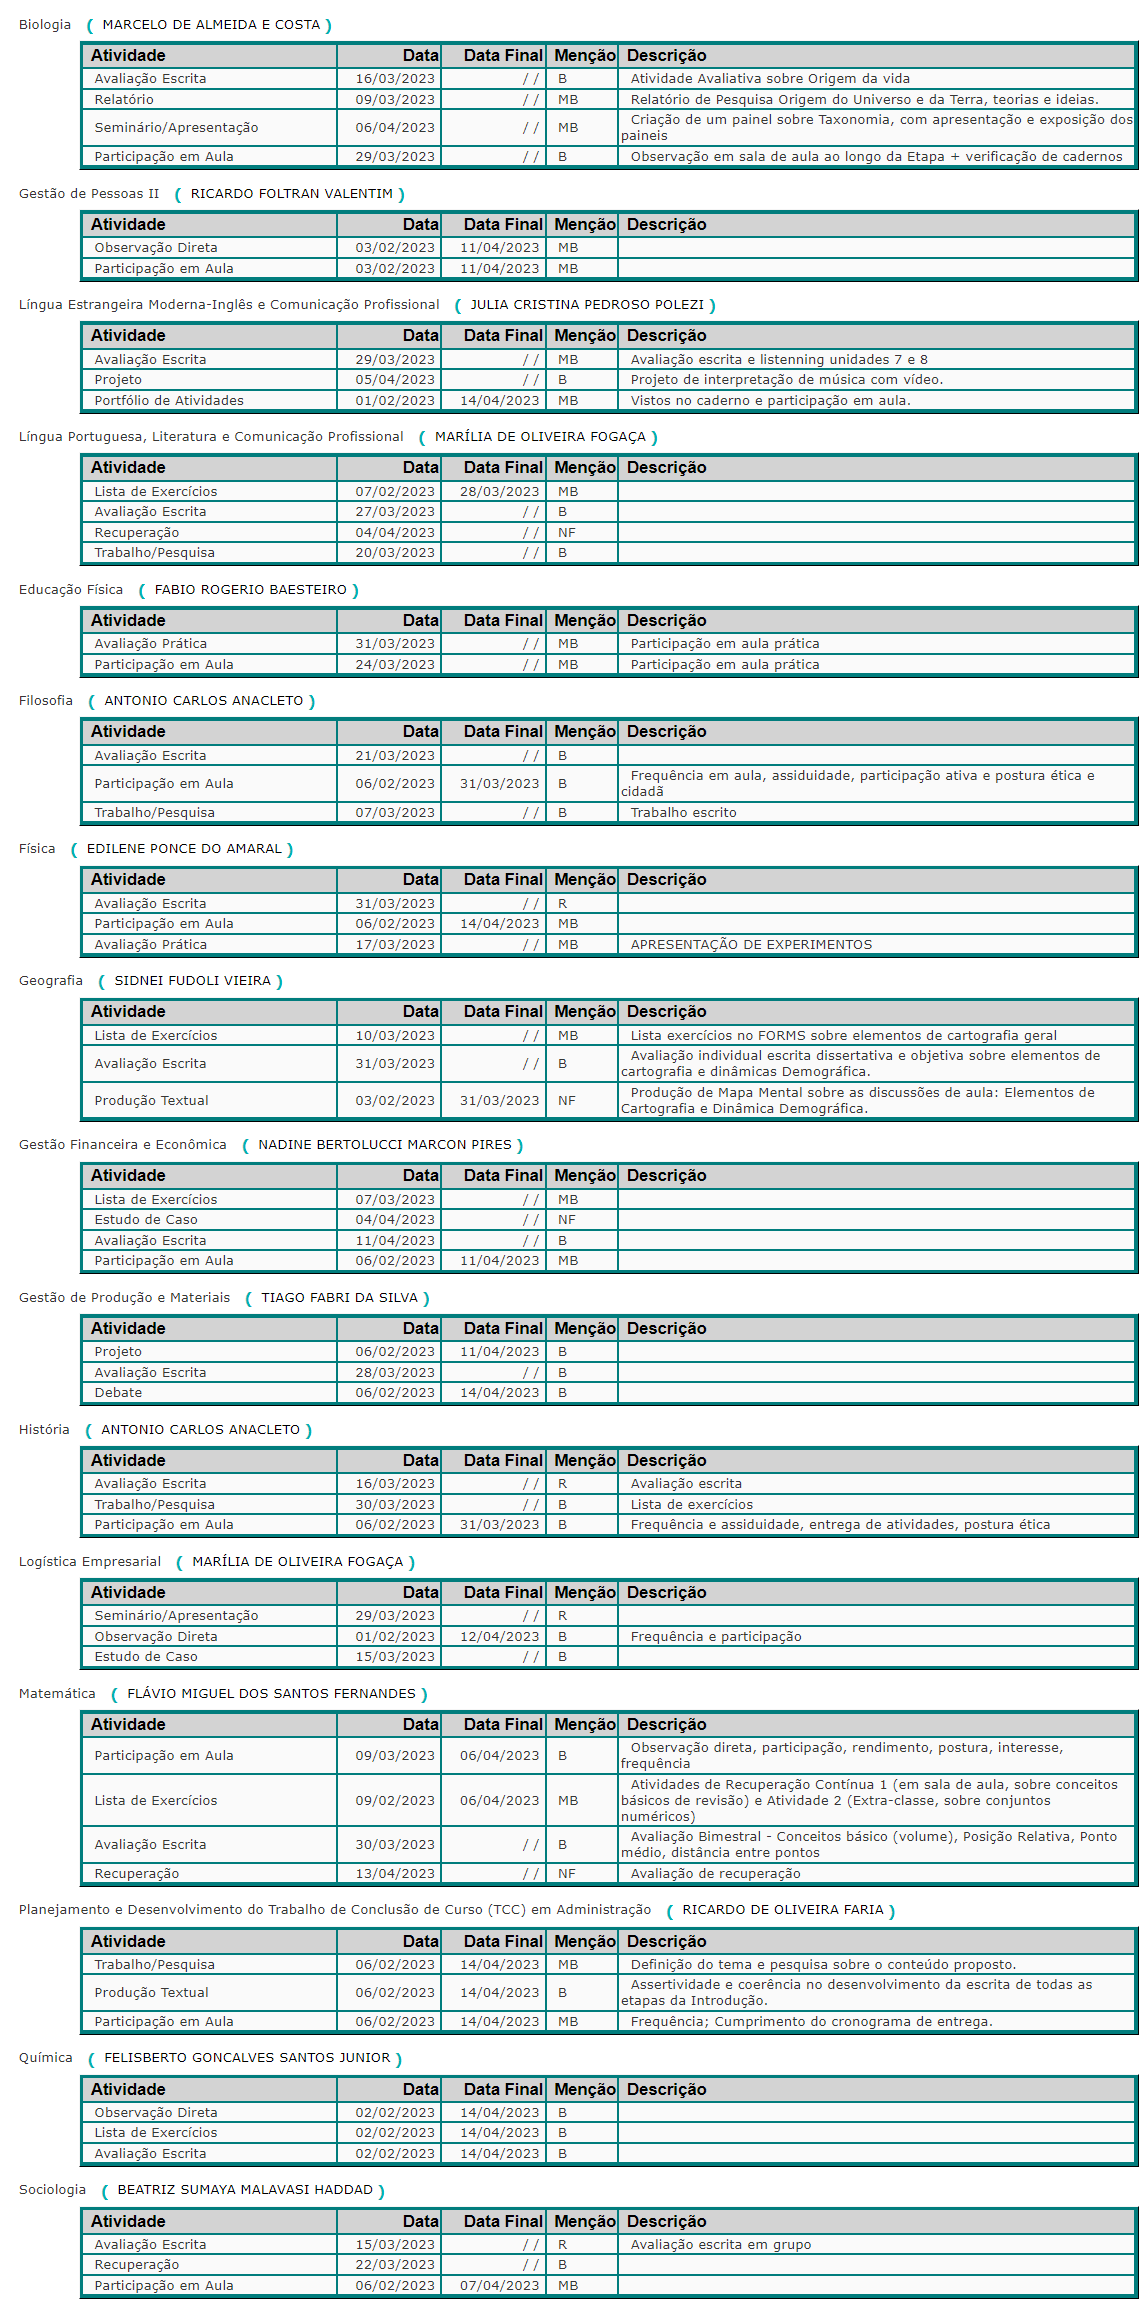 Biologia ( MARCELO DE ALMEIDA E COSTA )
Atividade Data Data Final Menção Descrição
Avaliação Escrita 16/03/2023 / / B Atividade Avaliativa sobre Origem da vida
Relatório 09/03/2023 / / MB Relatório de Pesquisa Origem do Universo e da Terra, teorias e ideias.
Seminário/Apresentação 06/04/2023 / / MB Criação de um painel sobre Taxonomia, com apresentação e exposição dos
paineis
Participação em Aula 29/03/2023 / / B Observação em sala de aula ao longo da Etapa + verificação de cadernos
Gestão de Pessoas II ( RICARDO FOLTRAN VALENTIM )
Atividade Data Data Final Menção Descrição
Observação Direta 03/02/2023 11/04/2023 MB
Participação em Aula 03/02/2023 11/04/2023 MB
Língua Estrangeira Moderna-Inglês e Comunicação Profissional ( JULIA CRISTINA PEDROSO POLEZI )
Atividade Data Data Final Menção Descrição
Avaliação Escrita 29/03/2023 / / MB Avaliação escrita e listenning unidades 7 e 8
Projeto 05/04/2023 / / B Projeto de interpretação de música com vídeo.
Portfólio de Atividades 01/02/2023 14/04/2023 MB Vistos no caderno e participação em aula.
Língua Portuguesa, Literatura e Comunicação Profissional ( MARÍLIA DE OLIVEIRA FOGAÇA )
Atividade Data Data Final Menção Descrição
Lista de Exercícios 07/02/2023 28/03/2023 MB
Avaliação Escrita 27/03/2023 / / B
Recuperação 04/04/2023 / / NF
Trabalho/Pesquisa 20/03/2023 / / B
Educação Física ( FABIO ROGERIO BAESTEIRO )
Atividade Data Data Final Menção Descrição
Avaliação Prática 31/03/2023 / / MB Participação em aula prática
Participação em Aula 24/03/2023 / / MB Participação em aula prática
Filosofia ( ANTONIO CARLOS ANACLETO )
Atividade Data Data Final Menção Descrição
Avaliação Escrita 21/03/2023 / / B
Participação em Aula 06/02/2023 31/03/2023 B Frequência em aula, assiduidade, participação ativa e postura ética e
cidadã
Trabalho/Pesquisa 07/03/2023 / / B Trabalho escrito
Física ( EDILENE PONCE DO AMARAL )
Atividade Data Data Final Menção Descrição
Avaliação Escrita 31/03/2023 / / R
Participação em Aula 06/02/2023 14/04/2023 MB
Avaliação Prática 17/03/2023 / / MB APRESENTAÇÃO DE EXPERIMENTOS
Geografia ( SIDNEI FUDOLI VIEIRA )
Atividade Data Data Final Menção Descrição
Lista de Exercícios 10/03/2023 / / MB Lista exercícios no FORMS sobre elementos de cartografia geral
Avaliação Escrita 31/03/2023 / / B Avaliação individual escrita dissertativa e objetiva sobre elementos de
cartografia e dinâmicas Demográfica.
Produção Textual 03/02/2023 31/03/2023 NF Produção de Mapa Mental sobre as discussões de aula: Elementos de
Cartografia e Dinâmica Demográfica.
Gestão Financeira e Econômica ( NADINE BERTOLUCCI MARCON PIRES )
Atividade Data Data Final Menção Descrição
Lista de Exercícios 07/03/2023 / / MB
Estudo de Caso 04/04/2023 / / NF
Avaliação Escrita 11/04/2023 / / B
Participação em Aula 06/02/2023 11/04/2023 MB
Gestão de Produção e Materiais ( TIAGO FABRI DA SILVA )
Atividade Data Data Final Menção Descrição
Projeto 06/02/2023 11/04/2023 B
Avaliação Escrita 28/03/2023 / / B
Debate 06/02/2023 14/04/2023 B
História ( ANTONIO CARLOS ANACLETO )
Atividade Data Data Final Menção Descrição
Avaliação Escrita 16/03/2023 / / R Avaliação escrita
Trabalho/Pesquisa 30/03/2023 / / B Lista de exercícios
Participação em Aula 06/02/2023 31/03/2023 B Frequência e assiduidade, entrega de atividades, postura ética
Logística Empresarial ( MARÍLIA DE OLIVEIRA FOGAÇA )
Atividade Data Data Final Menção Descrição
Seminário/Apresentação 29/03/2023 / / R
Observação Direta 01/02/2023 12/04/2023 B Frequência e participação
Estudo de Caso 15/03/2023 / / B
Matemática ( FLÁVIO MIGUEL DOS SANTOS FERNANDES )
Atividade Data Data Final Menção Descrição
Participação em Aula 09/03/2023 06/04/2023 B Observação direta, participação, rendimento, postura, interesse,
frequência
Lista de Exercícios 09/02/2023 06/04/2023 MB Atividades de Recuperação Contínua 1 (em sala de aula, sobre conceitos
básicos de revisão) e Atividade 2 (Extra-classe, sobre conjuntos
numéricos)
Avaliação Escrita 30/03/2023 / / B Avaliação Bimestral - Conceitos básico (volume), Posição Relativa, Ponto
médio, distância entre pontos
Recuperação 13/04/2023 / / NF Avaliação de recuperação
Planejamento e Desenvolvimento do Trabalho de Conclusão de Curso (TCC) em Administração ( RICARDO DE OLIVEIRA FARIA )
Atividade Data Data Final Menção Descrição
Trabalho/Pesquisa 06/02/2023 14/04/2023 MB Definição do tema e pesquisa sobre o conteúdo proposto.
Produção Textual 06/02/2023 14/04/2023 B Assertividade e coerência no desenvolvimento da escrita de todas as
etapas da Introdução.
Participação em Aula 06/02/2023 14/04/2023 MB Frequência; Cumprimento do cronograma de entrega.
Química ( FELISBERTO GONCALVES SANTOS JUNIOR )
Atividade Data Data Final Menção Descrição
Observação Direta 02/02/2023 14/04/2023 B
Lista de Exercícios 02/02/2023 14/04/2023 B
Avaliação Escrita 02/02/2023 14/04/2023 B
Sociologia ( BEATRIZ SUMAYA MALAVASI HADDAD )
Atividade Data Data Final Menção Descrição
Avaliação Escrita 15/03/2023 / / R Avaliação escrita em grupo
Recuperação 22/03/2023 / / B
Participação em Aula 06/02/2023 07/04/2023 MB